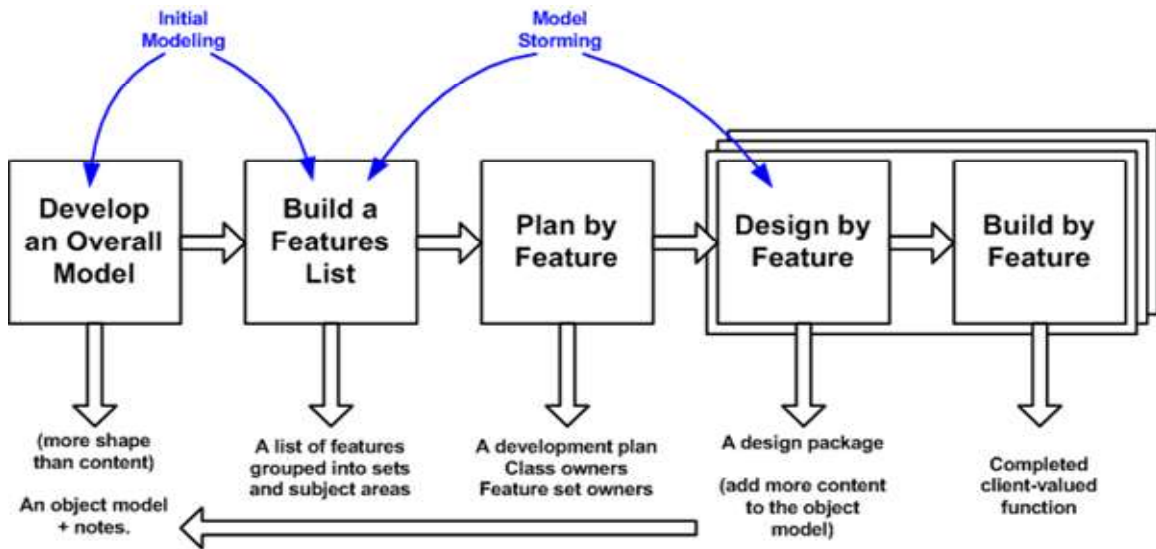 Initial
Modeling
Model
Storming
Develop
an Overall
Model
Build a
Features
List
Plan by
Feature
Design by
Feature
Build by
Feature
(more shape
than content)
An object model
+ notes.
A list of features
grouped into sets
and subject areas
A development plan
Class owners
Feature set owners
A design package
(add more content
to the object
model)
Completed
client-valued
function